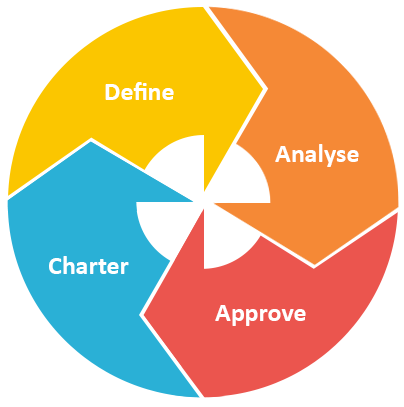 Define
Analyse
Approve
Charter